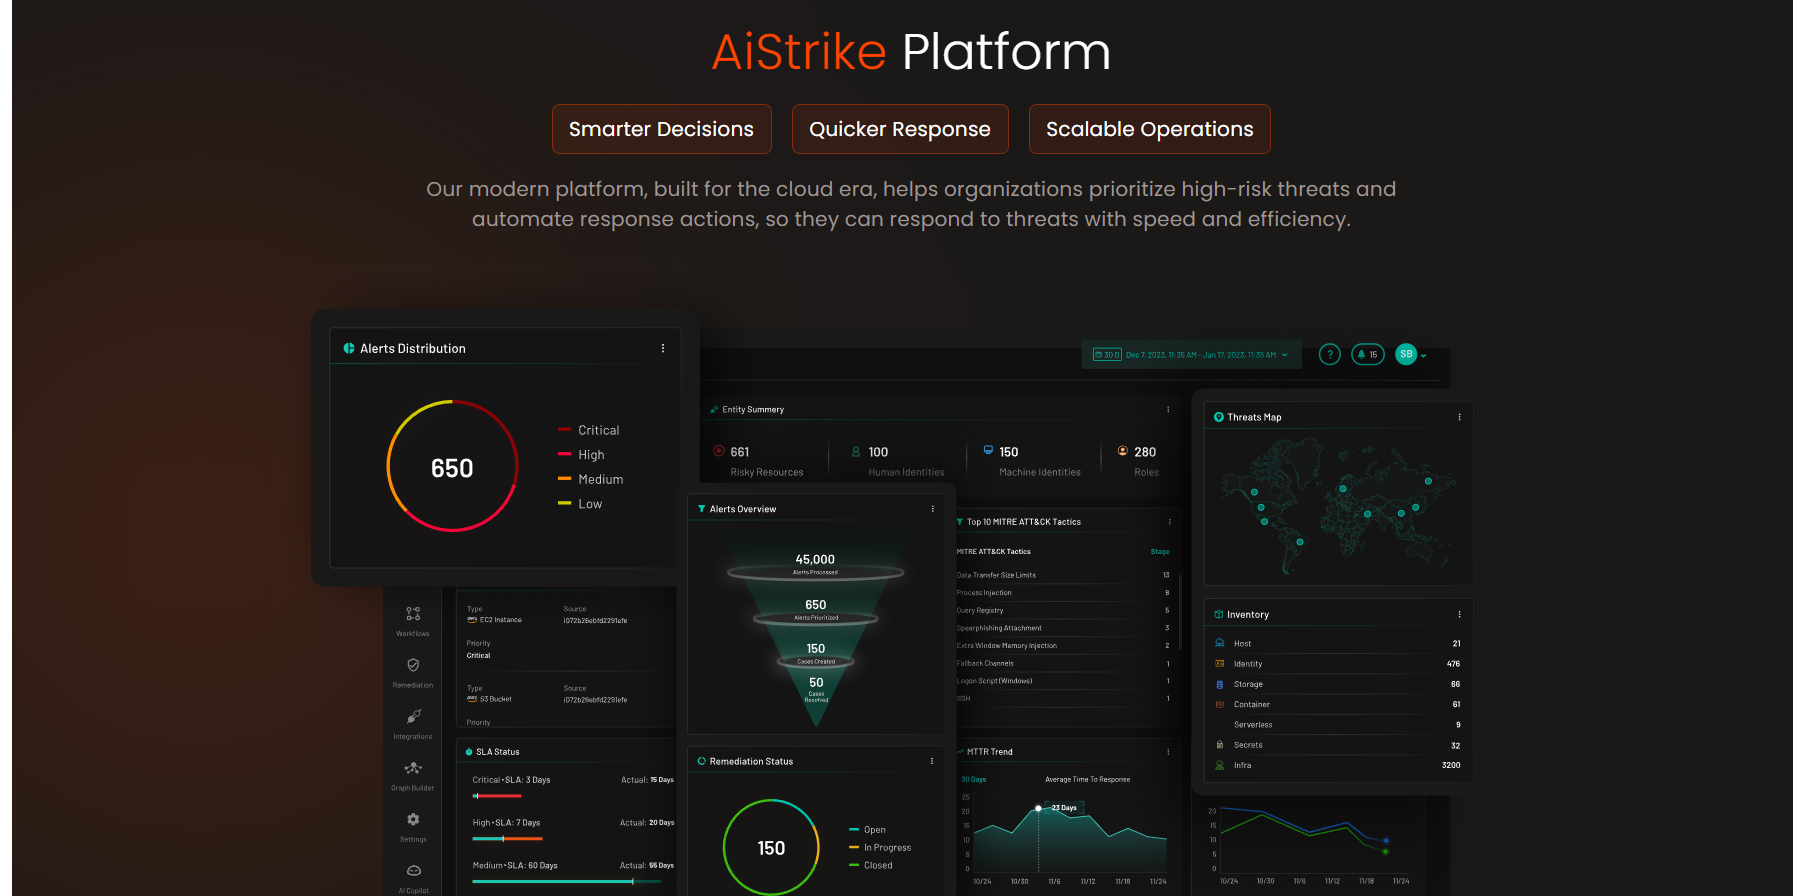 AiStrike Platform
Smarter Decisions
Quicker Response
Scalable Operations
Our modern platform, built for the cloud era, helps organizations prioritize high-risk threats and
automate response actions, so they can respond to threats with speed and efficiency.
Alerts Distribution
650
Critical
High
Medium
Low
30 D Dec 7, 2023, 11:35 AM - Jan 17, 2023, 11:35 AM
?
15
SB
Entity Summery
661
Risky Resources
100
Human Identities
150
Machine Identities
280
Roles
Threats Map
Alerts Overview
45,000
Alerts Processed
650
Alerts Prioritized
150
Cases Created
50
Cases
Resolved
Top 10 MITRE ATT&CK Tactics
MITRE ATT&CK Tactics Stage
Data Transfer Size Limits 13
Process Injection 8
Query Registry 5
Spearphishing Attachment 3
Extra Window Memory Injection 2
Fallback Channels 1
Logon Script (Windows) 1
SSH 1
Inventory
Host 21
Identity 476
Storage 66
Container 61
Serverless 9
Secrets 32
Infra 3200
Workflows
Remediation
Integrations
Graph Builder
Settings
AI Copilot
Type Source
aws EC2 Instance i072b26ebfd2291efe
Priority
Critical
Type Source
aws S3 Bucket i072b26ebfd2291efe
Priority
SLA Status
Critical • SLA: 3 Days Actual: 15 Days
High • SLA: 7 Days Actual: 20 Days
Medium • SLA: 60 Days Actual: 55 Days
Remediation Status
150
Open
In Progress
Closed
MTTR Trend
30 Days Average Time To Response
23 Days
25
20
15
10
5
0
10/24 10/30 11/6 11/12 11/18 11/24
20
15
10
5
0
10/24 10/30 11/6 11/12 11/18 11/24